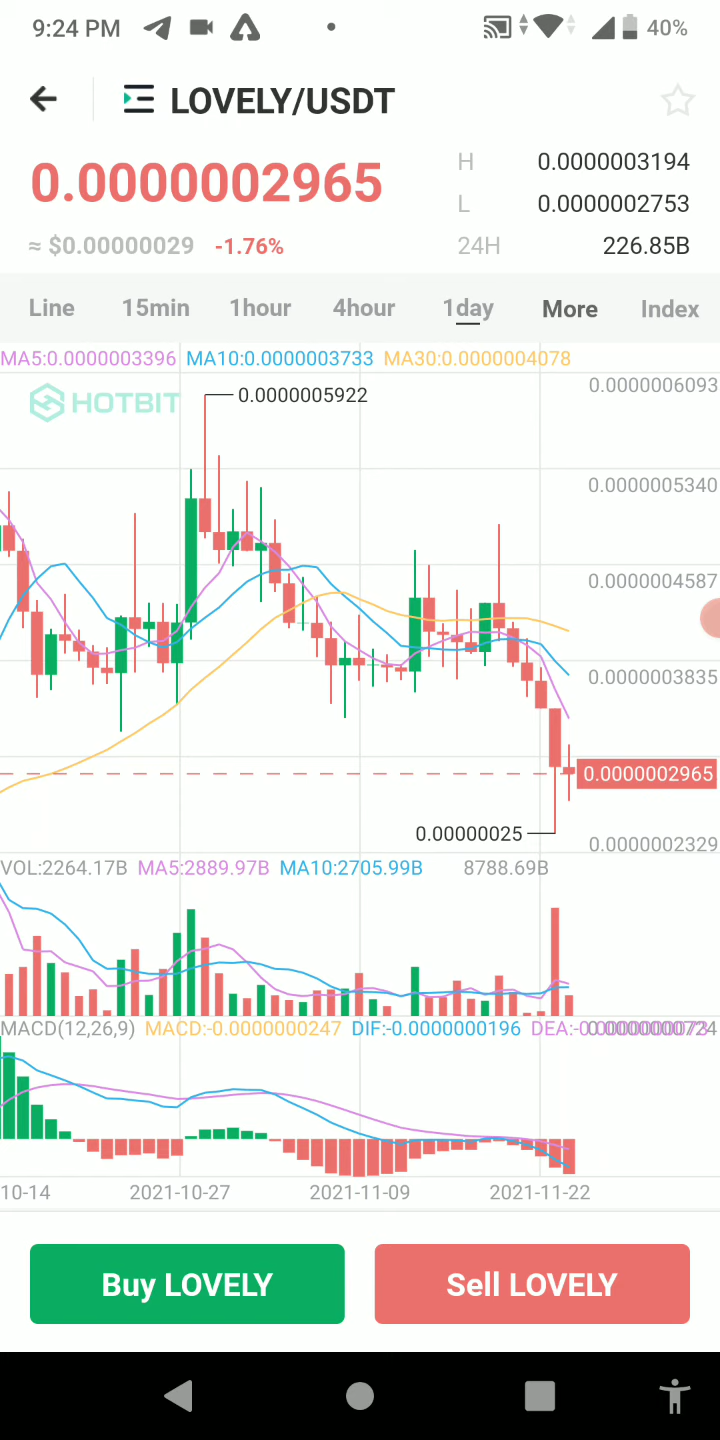 9:24 PM 40%
LOVELY/USDT
0.0000002965
H 0.0000003194
L 0.0000002753
≈ $0.00000029 -1.76%
24H 226.85B
Line 15min 1hour 4hour 1day More Index
MA5:0.0000003396 MA10:0.0000003733 MA30:0.0000004078
0.0000006093
HOTBIT
0.0000005922
0.0000005340
0.0000004587
0.0000003835
0.0000002965
0.00000025
0.0000002329
VOL:2264.17B MA5:2889.97B MA10:2705.99B 8788.69B
MACD(12,26,9) MACD:-0.0000000247 DIF:-0.0000000196 DEA:
10-14 2021-10-27 2021-11-09 2021-11-22
Buy LOVELY Sell LOVELY